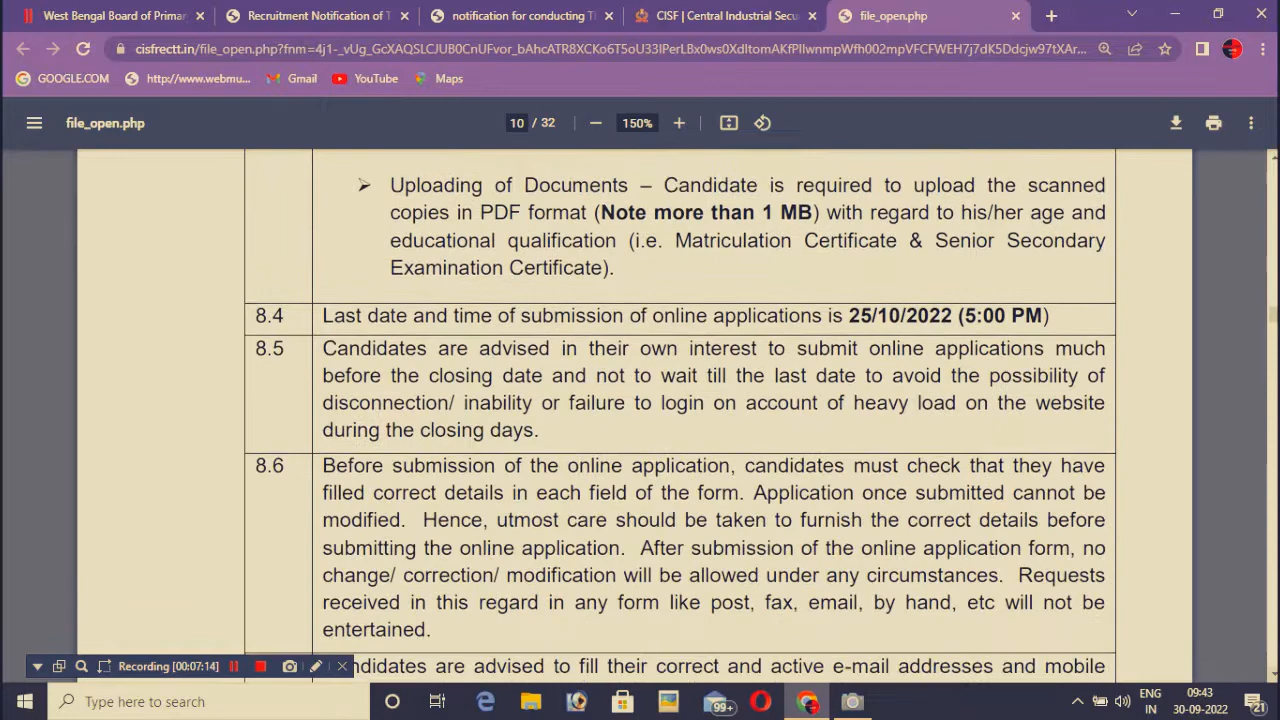 West Bengal Board of Primar
Recruitment Notification of T
notification for conducting T
CISF | Central Industrial Secu
file_open.php
cisfrectt.in/file_open.php?fnm=4j1-_vUg_GcXAQSLCJUB0CnUFvor_bAhcATR8XCKo6T5oU33IPerLBx0ws0XdItomAKfPIIwnmpWfh002mpVFCFWEH7j7dK5Ddcjw97tXAr...
GOOGLE.COM
http://www.webmu...
Gmail
YouTube
Maps
file_open.php
10 / 32
150%
➢ Uploading of Documents – Candidate is required to upload the scanned
copies in PDF format (Note more than 1 MB) with regard to his/her age and
educational qualification (i.e. Matriculation Certificate & Senior Secondary
Examination Certificate).
8.4 Last date and time of submission of online applications is 25/10/2022 (5:00 PM)
8.5 Candidates are advised in their own interest to submit online applications much
before the closing date and not to wait till the last date to avoid the possibility of
disconnection/ inability or failure to login on account of heavy load on the website
during the closing days.
8.6 Before submission of the online application, candidates must check that they have
filled correct details in each field of the form. Application once submitted cannot be
modified. Hence, utmost care should be taken to furnish the correct details before
submitting the online application. After submission of the online application form, no
change/ correction/ modification will be allowed under any circumstances. Requests
received in this regard in any form like post, fax, email, by hand, etc will not be
entertained.
Recording [00:07:14]
ndidates are advised to fill their correct and active e-mail addresses and mobile
Type here to search
99+
ENG
IN
09:43
30-09-2022
21